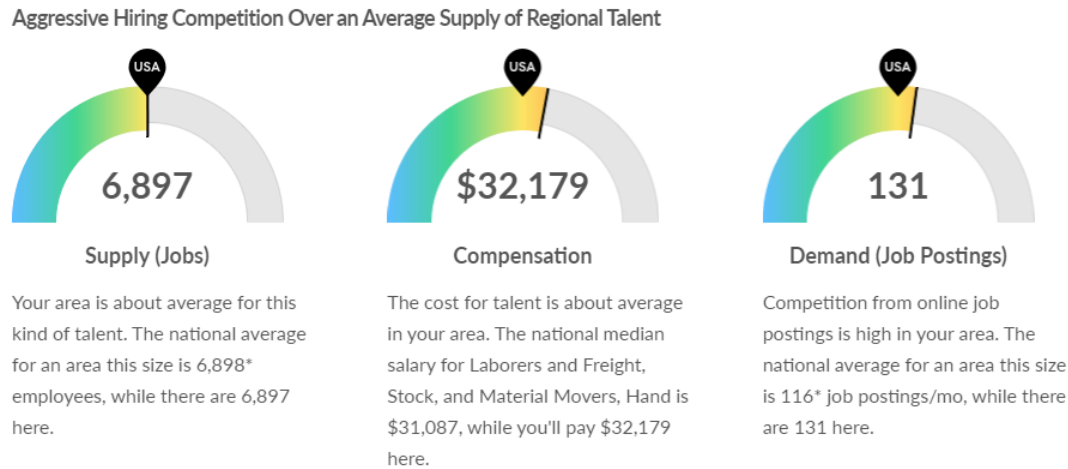 Aggressive Hiring Competition Over an Average Supply of Regional Talent
USA
6,897
Supply (Jobs)
Your area is about average for this
kind of talent. The national average
for an area this size is 6,898*
employees, while there are 6,897
here.
USA
$32,179
Compensation
The cost for talent is about average
in your area. The national median
salary for Laborers and Freight,
Stock, and Material Movers, Hand is
$31,087, while you'll pay $32,179
here.
USA
131
Demand (Job Postings)
Competition from online job
postings is high in your area. The
national average for an area this size
is 116* job postings/mo, while there
are 131 here.